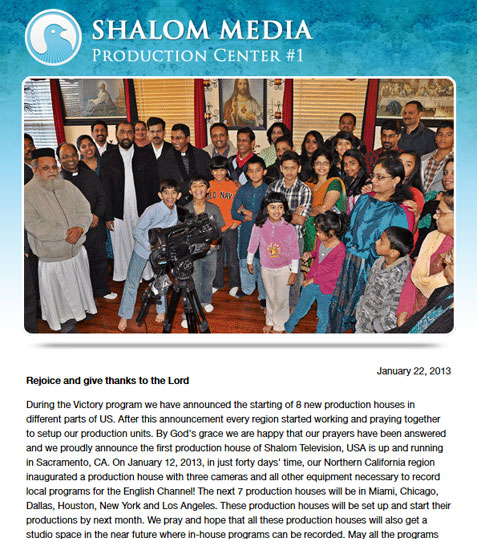 SHALOM MEDIA
PRODUCTION CENTER #1
OLD NAVY
January 22, 2013
Rejoice and give thanks to the Lord
During the Victory program we have announced the starting of 8 new production houses in
different parts of US. After this announcement every region started working and praying together
to setup our production units. By God's grace we are happy that our prayers have been answered
and we proudly announce the first production house of Shalom Television, USA is up and running
in Sacramento, CA. On January 12, 2013, in just forty days' time, our Northern California region
inaugurated a production house with three cameras and all other equipment necessary to record
local programs for the English Channel! The next 7 production houses will be in Miami, Chicago,
Dallas, Houston, New York and Los Angeles. These production houses will be set up and start their
productions by next month. We pray and hope that all these production houses will also get a
studio space in the near future where in-house programs can be recorded. May all the programs